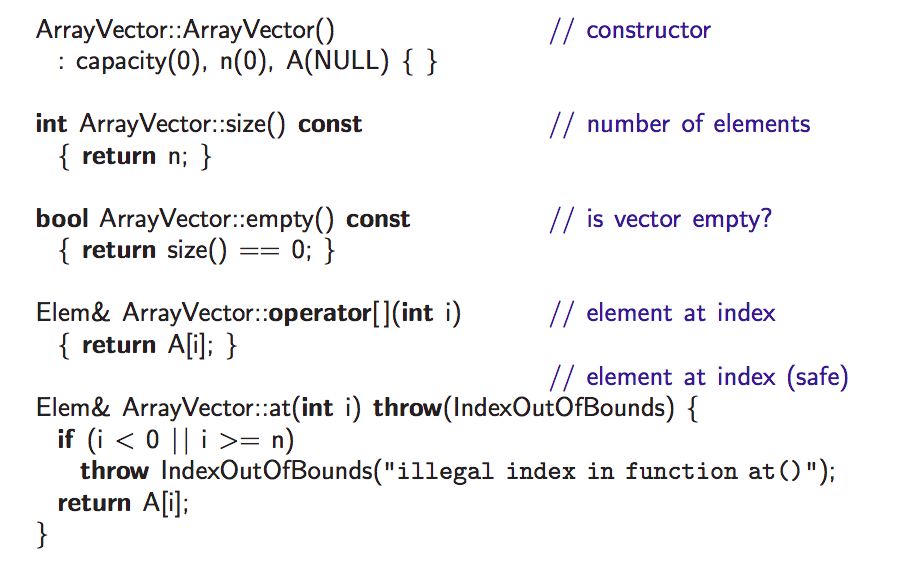 ArrayVector::ArrayVector() // constructor
: capacity(0), n(0), A(NULL) { }
int ArrayVector::size() const // number of elements
{ return n; }
bool ArrayVector::empty() const // is vector empty?
{ return size() == 0; }
Elem& ArrayVector::operator[](int i) // element at index
{ return A[i]; }
// element at index (safe)
Elem& ArrayVector::at(int i) throw(IndexOutOfBounds) {
if (i < 0 || i >= n)
throw IndexOutOfBounds("illegal index in function at()");
return A[i];
}